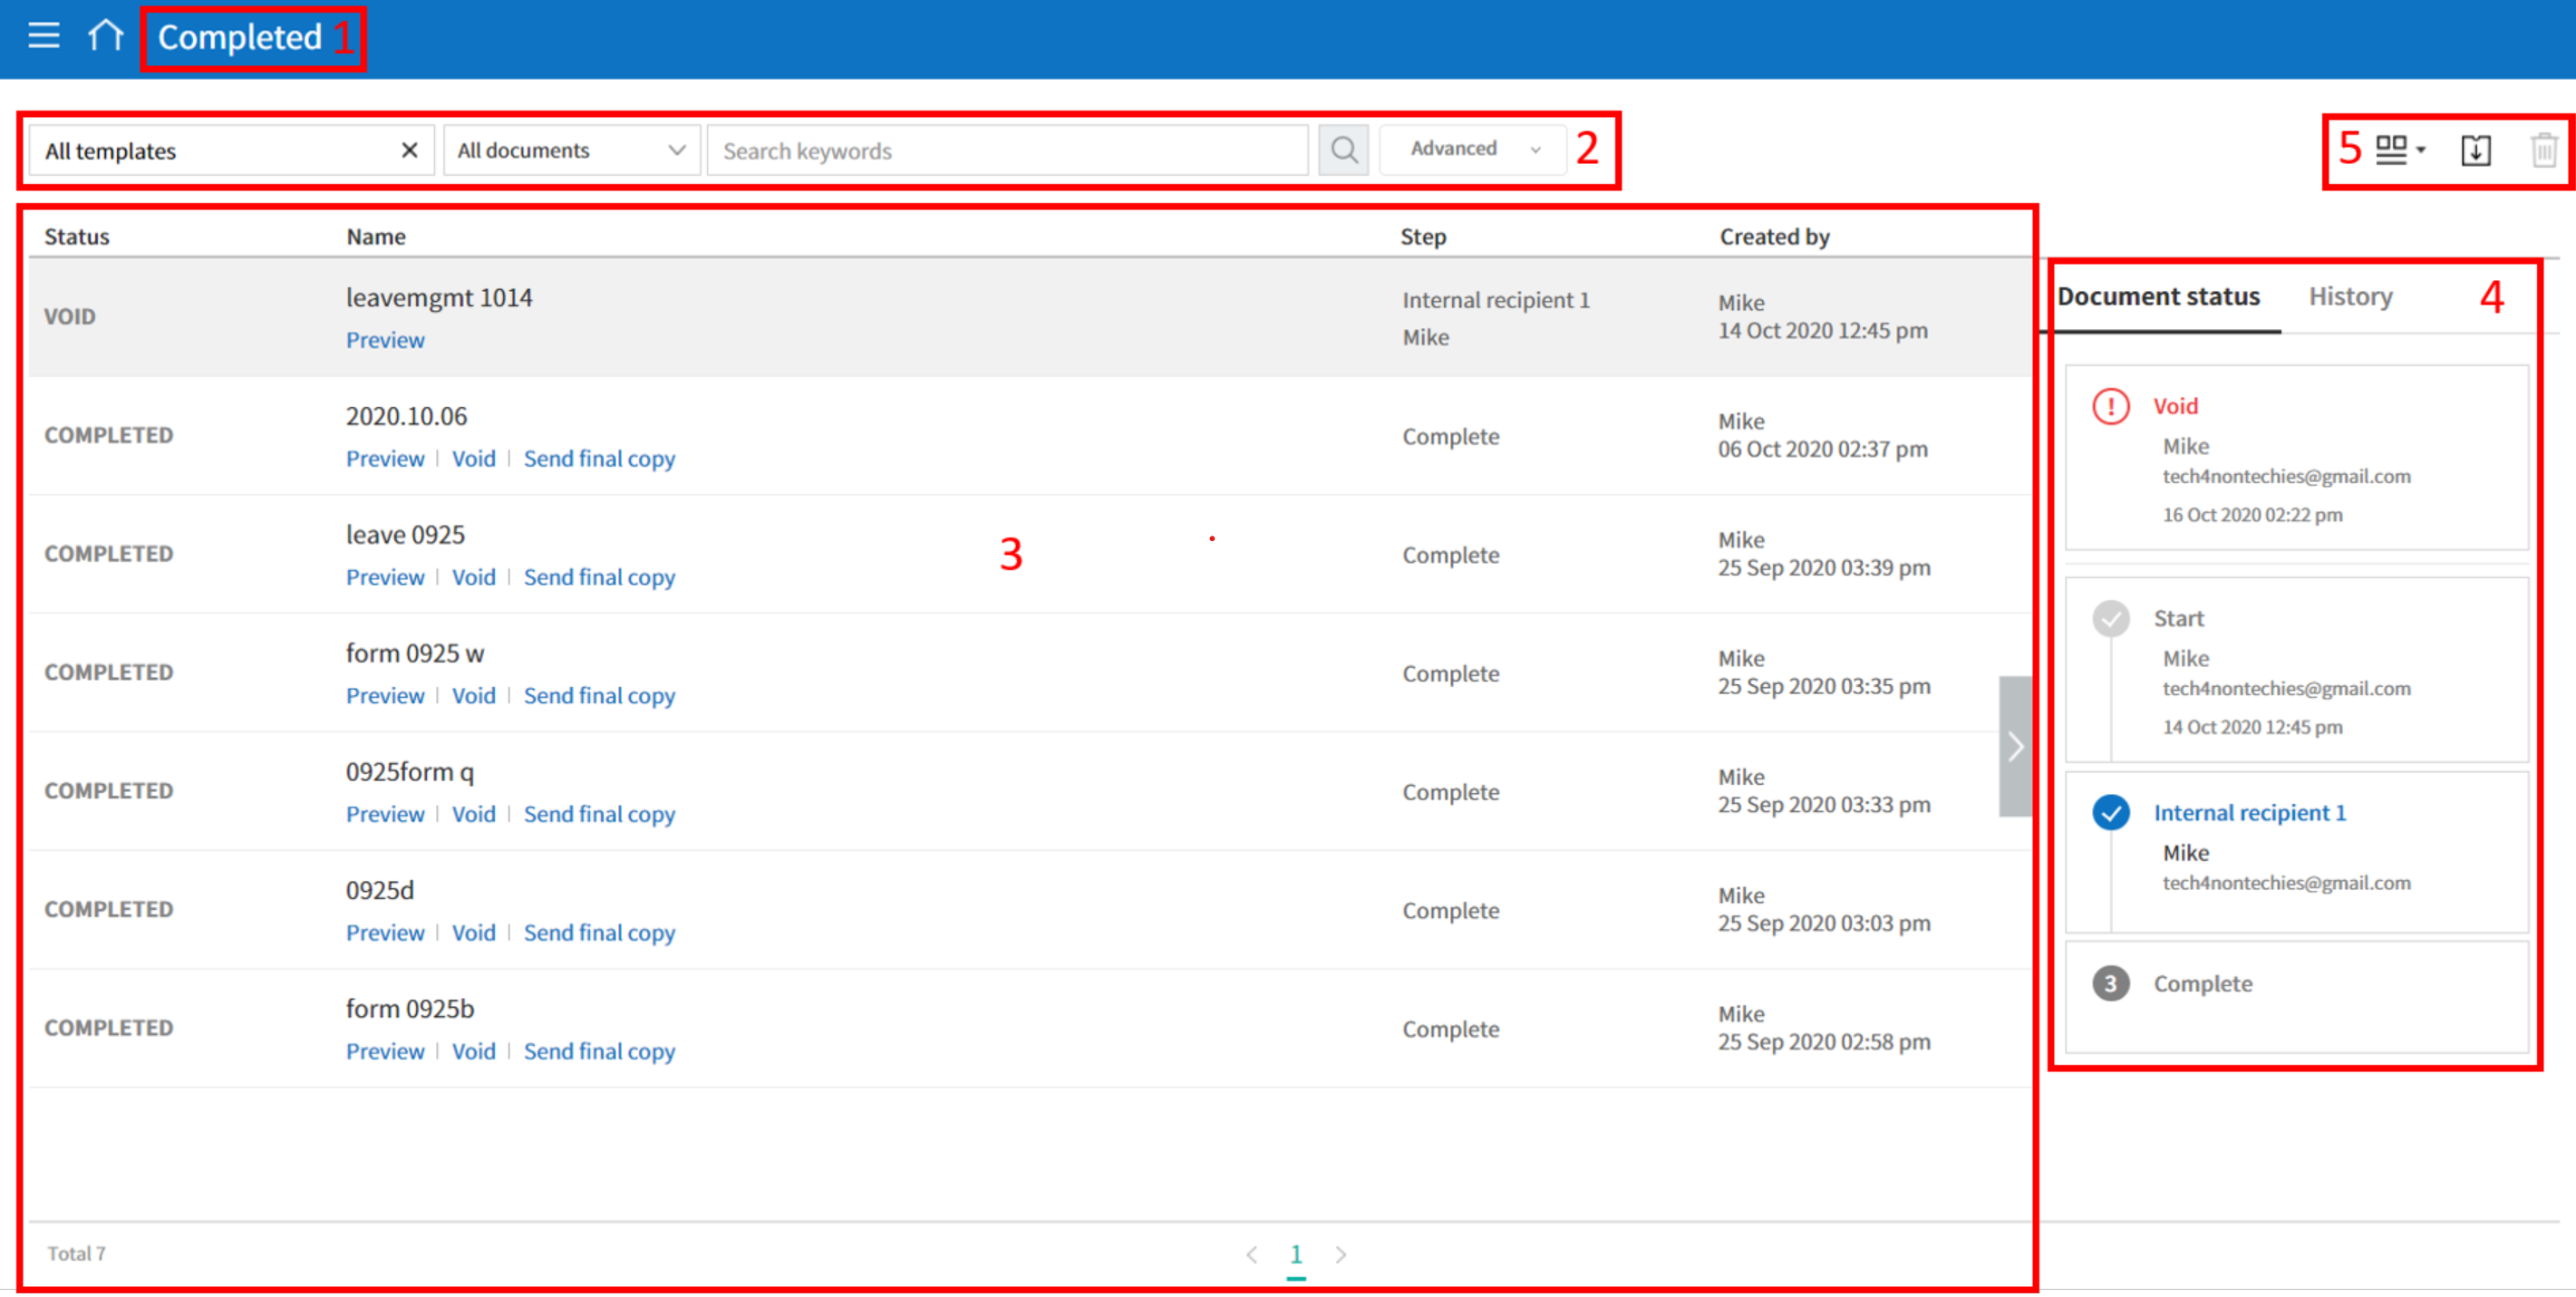 Completed 1
All templates All documents Search keywords Advanced 2 5
Status Name Step Created by
VOID leavemgmt 1014 Internal recipient 1 Mike
Preview Mike 14 Oct 2020 12:45 pm
COMPLETED 2020.10.06 Complete Mike
Preview | Void | Send final copy 06 Oct 2020 02:37 pm
COMPLETED leave 0925 3 Complete Mike
Preview | Void | Send final copy 25 Sep 2020 03:39 pm
COMPLETED form 0925 w Complete Mike
Preview | Void | Send final copy 25 Sep 2020 03:35 pm
COMPLETED 0925form q Complete Mike
Preview | Void | Send final copy 25 Sep 2020 03:33 pm
COMPLETED 0925d Complete Mike
Preview | Void | Send final copy 25 Sep 2020 03:03 pm
COMPLETED form 0925b Complete Mike
Preview | Void | Send final copy 25 Sep 2020 02:58 pm
Total 7 < 1 >
Document status History 4
! Void
Mike
tech4nontechies@gmail.com
16 Oct 2020 02:22 pm
Start
Mike
tech4nontechies@gmail.com
14 Oct 2020 12:45 pm
Internal recipient 1
Mike
tech4nontechies@gmail.com
3 Complete